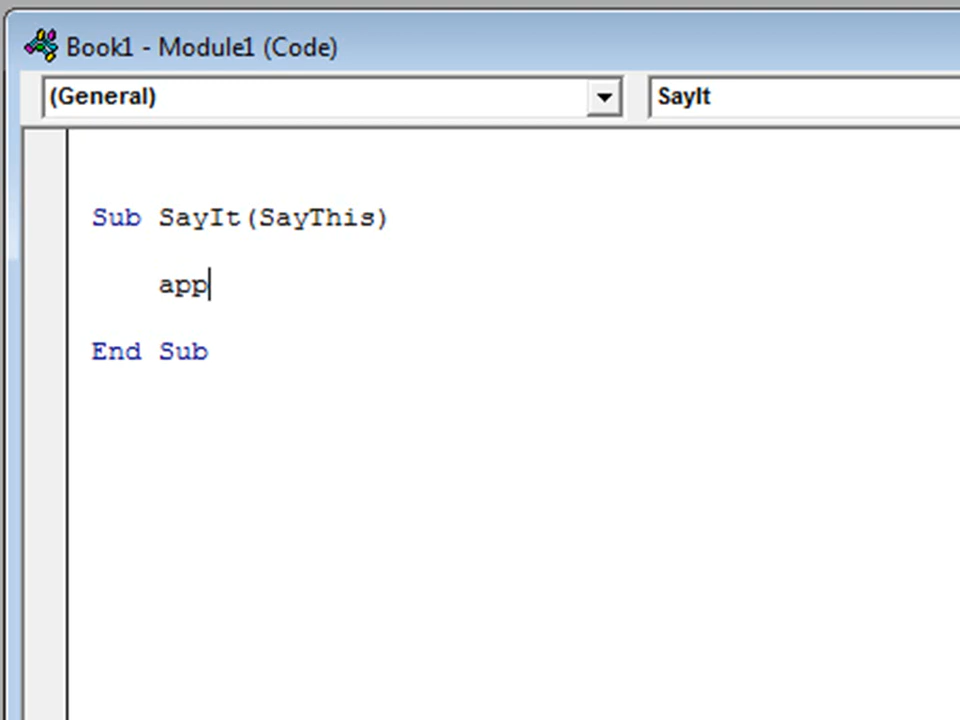 Book1 - Module1 (Code)
(General)
SayIt
Sub SayIt(SayThis)
app
End Sub